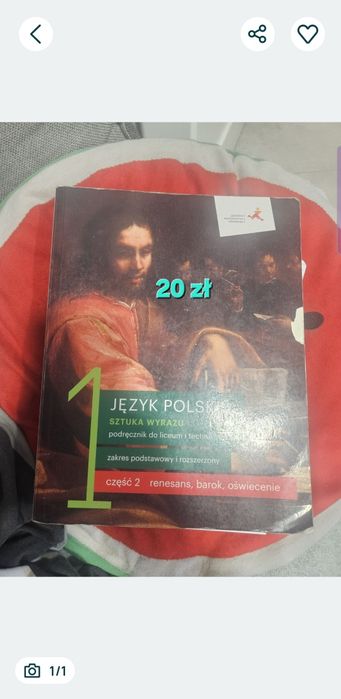 20 zł
1
JĘZYK POLSKI
SZTUKA WYRAZU
podręcznik do liceum i
zakres podstawowy i rozszerzony
część 2 renesans, barok, oświecenie
1/1